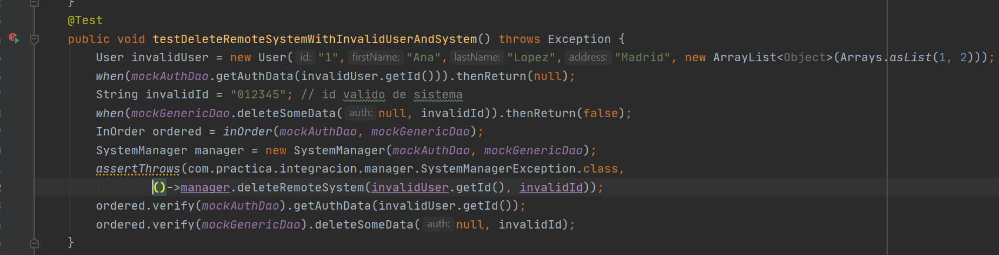 }
@Test
public void testDeleteRemoteSystemWithInvalidUserAndSystem() throws Exception {
User invalidUser = new User( id: "1", firstName: "Ana", lastName: "Lopez", address: "Madrid", new ArrayList<Object>(Arrays.asList(1, 2)));
when(mockAuthDao.getAuthData(invalidUser.getId())).thenReturn(null);
String invalidId = "012345"; // id valido de sistema
when(mockGenericDao.deleteSomeData( auth: null, invalidId)).thenReturn(false);
InOrder ordered = inOrder(mockAuthDao, mockGenericDao);
SystemManager manager = new SystemManager(mockAuthDao, mockGenericDao);
assertThrows(com.practica.integracion.manager.SystemManagerException.class,
()->manager.deleteRemoteSystem(invalidUser.getId(), invalidId));
ordered.verify(mockAuthDao).getAuthData(invalidUser.getId());
ordered.verify(mockGenericDao).deleteSomeData( auth: null, invalidId);
}